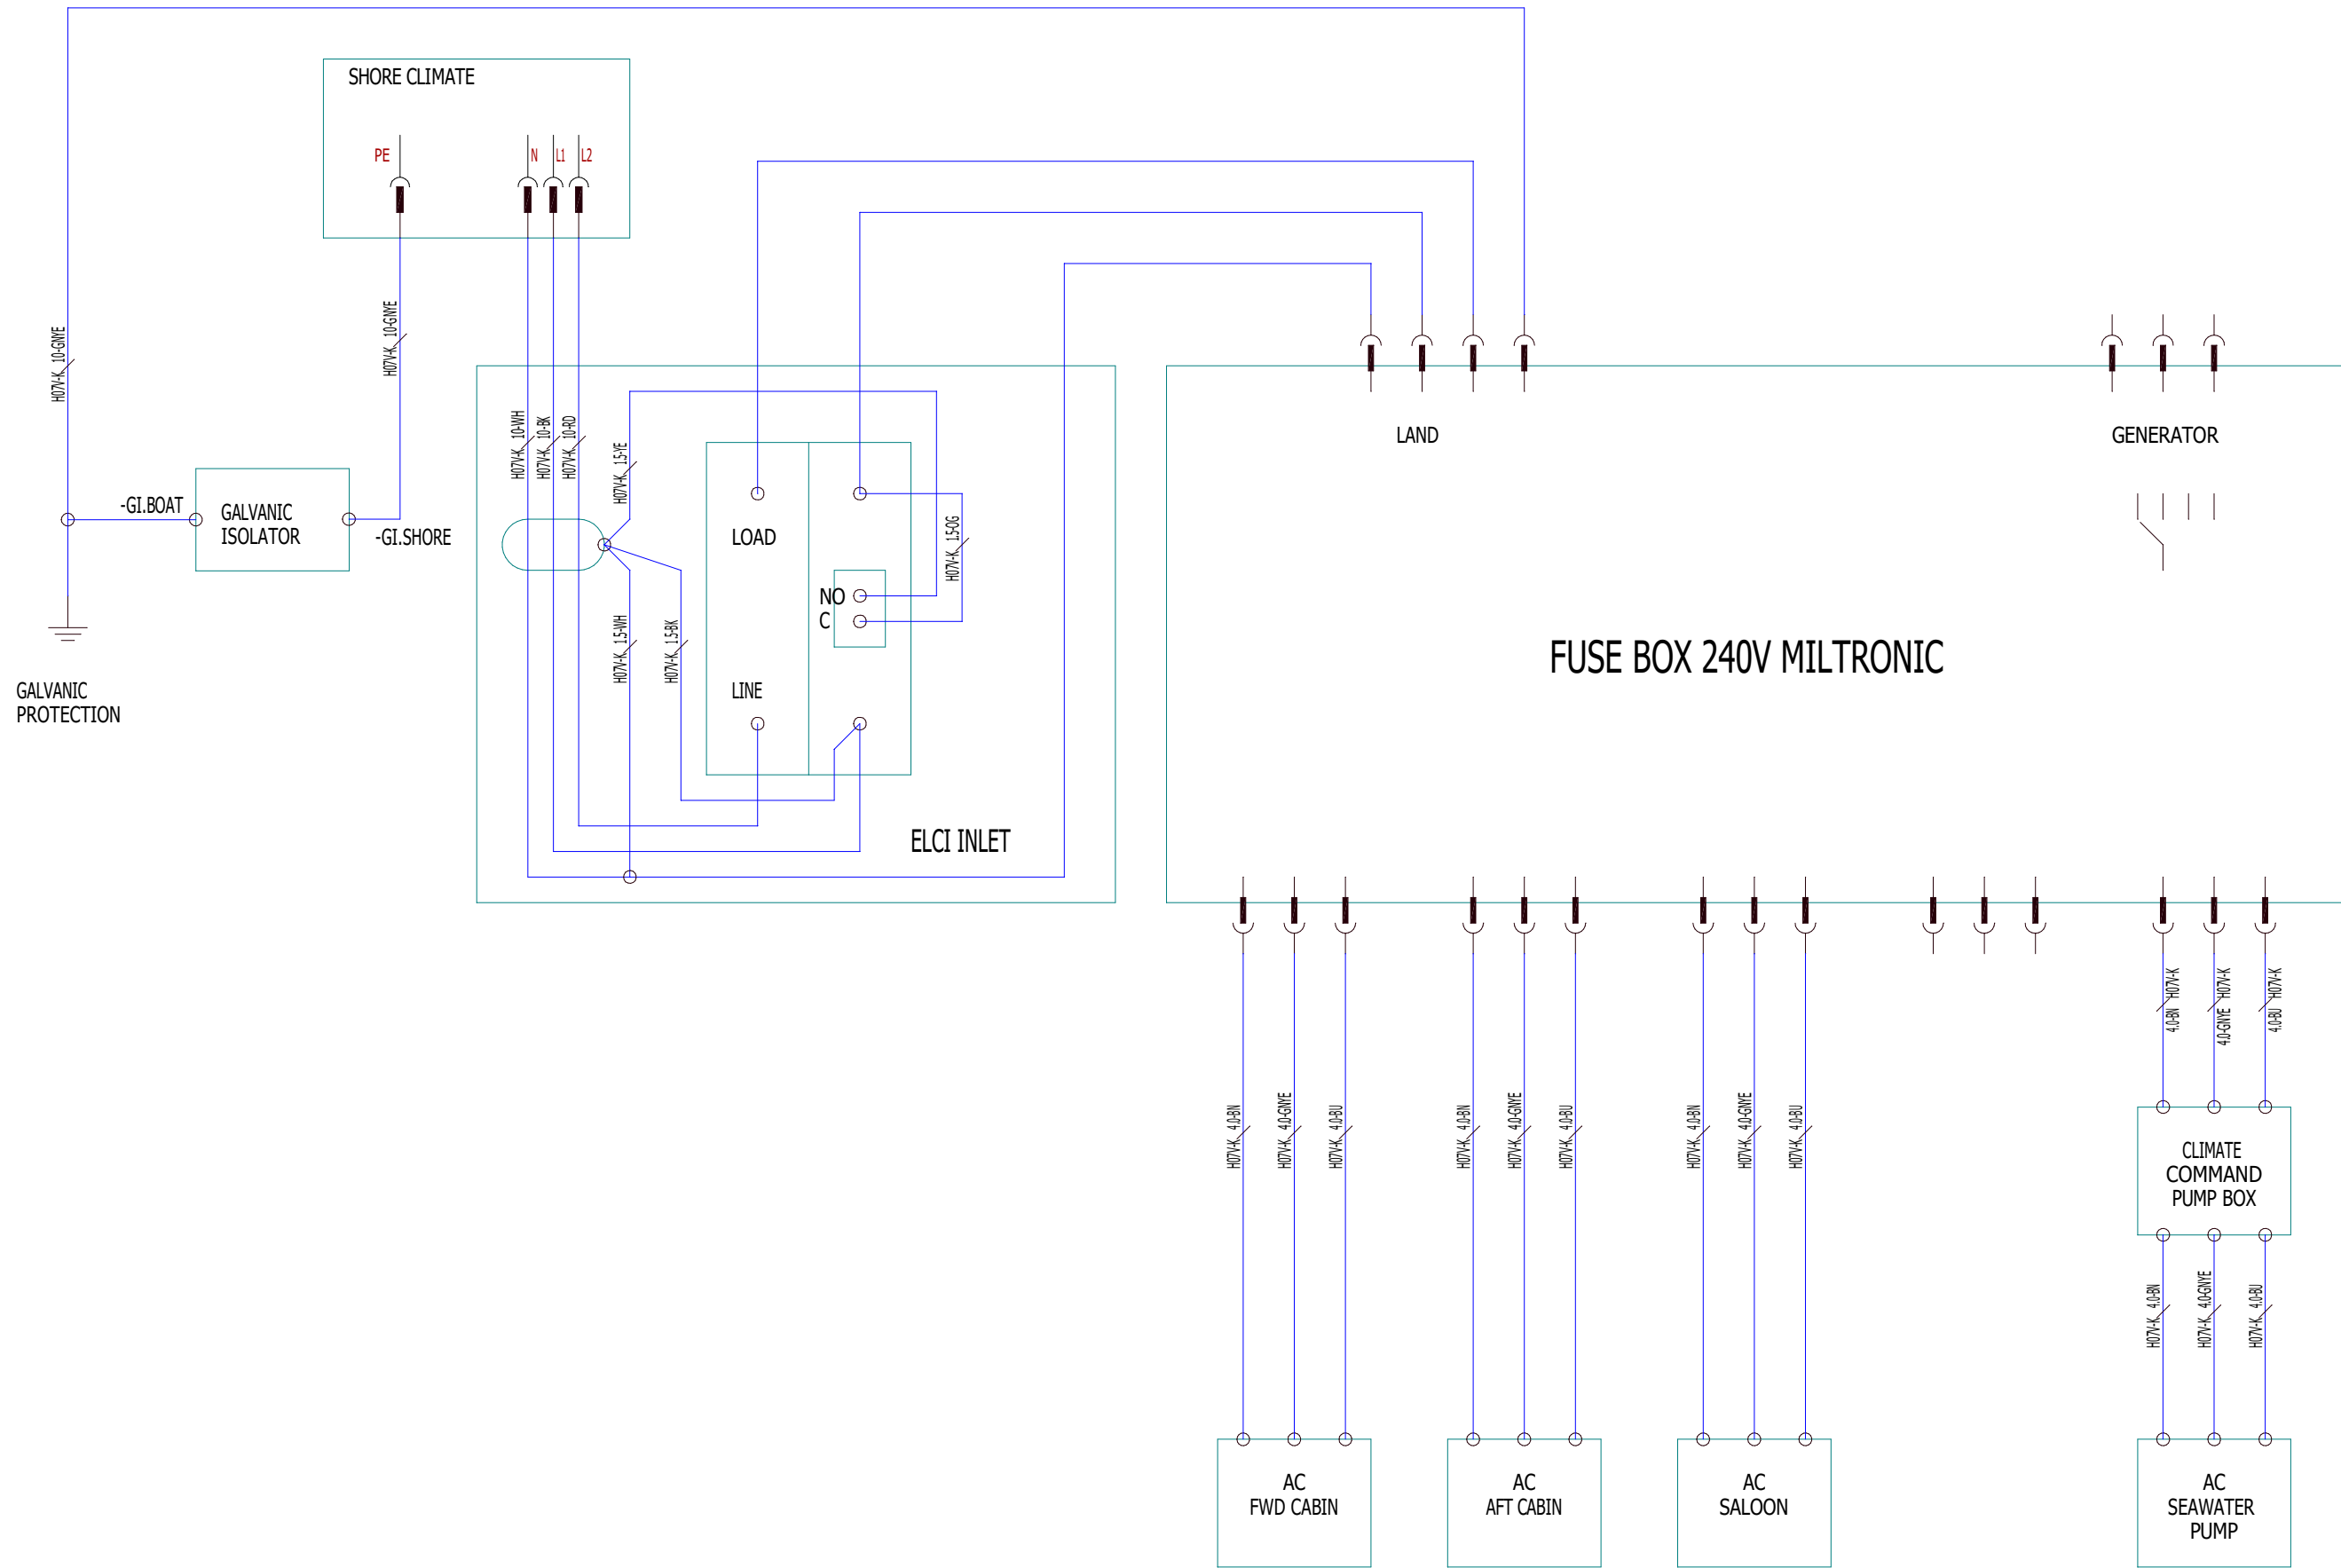 SHORE CLIMATE
PE
N
L1
L2
H07V-K 10-GNYE
H07V-K 10-GNYE
-GI.BOAT
GALVANIC
ISOLATOR
-GI.SHORE
GALVANIC
PROTECTION
H07V-K 10-WH
H07V-K 10-BK
H07V-K 10-RD
H07V-K 1.5-YE
H07V-K 1.5-WH
H07V-K 1.5-BK
H07V-K 1.5-OG
LOAD
NO
C
LINE
ELCI INLET
LAND
GENERATOR
FUSE BOX 240V MILTRONIC
H07V-K 4.0-BN
H07V-K 4.0-GNYE
H07V-K 4.0-BU
H07V-K 4.0-BN
H07V-K 4.0-GNYE
H07V-K 4.0-BU
H07V-K 4.0-BN
H07V-K 4.0-GNYE
H07V-K 4.0-BU
4.0-BN H07V-K
4.0-GNYE H07V-K
4.0-BU H07V-K
CLIMATE
COMMAND
PUMP BOX
H07V-K 4.0-BN
H07V-K 4.0-GNYE
H07V-K 4.0-BU
AC
FWD CABIN
AC
AFT CABIN
AC
SALOON
AC
SEAWATER
PUMP